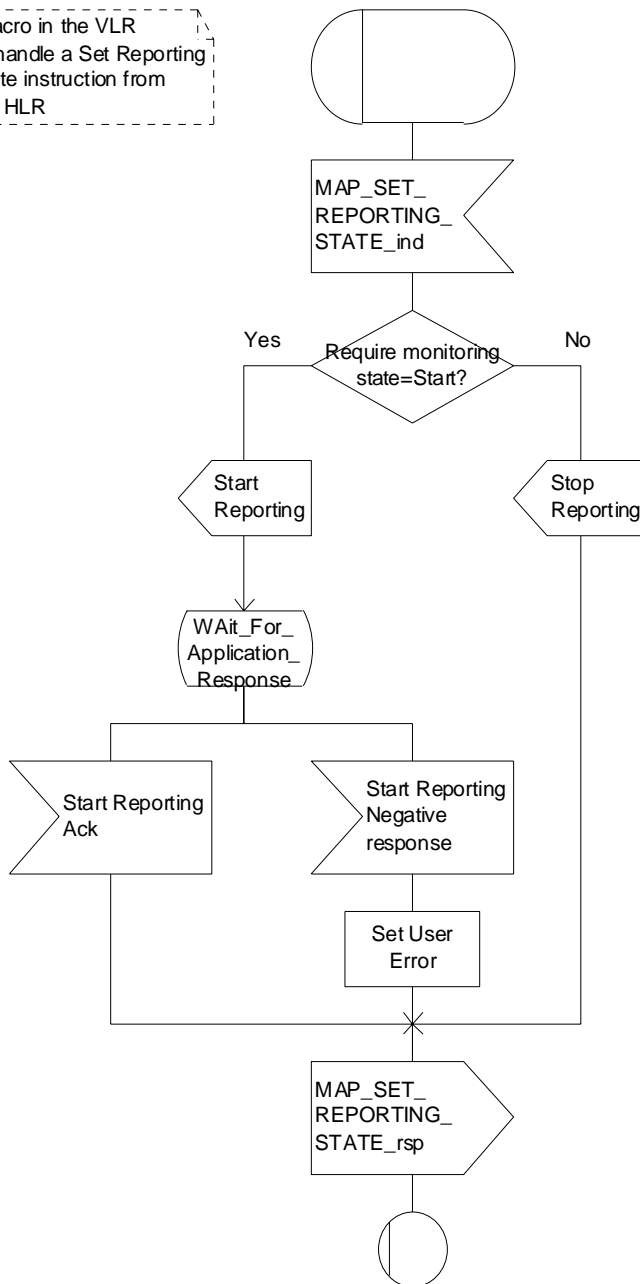 VLR
in the
handle a Set Reporting
instruction from
HLR
MAP_SET_
REPORTING_
STATE_ind
Yes
Require monitoring
state=Start?
No
Start
Reporting
Stop
Reporting
WAit_For_
Application_
Response
Start Reporting
Ack
Start Reporting
Negative
response
Set User
Error
MAP_SET_
REPORTING_
STATE_rsp